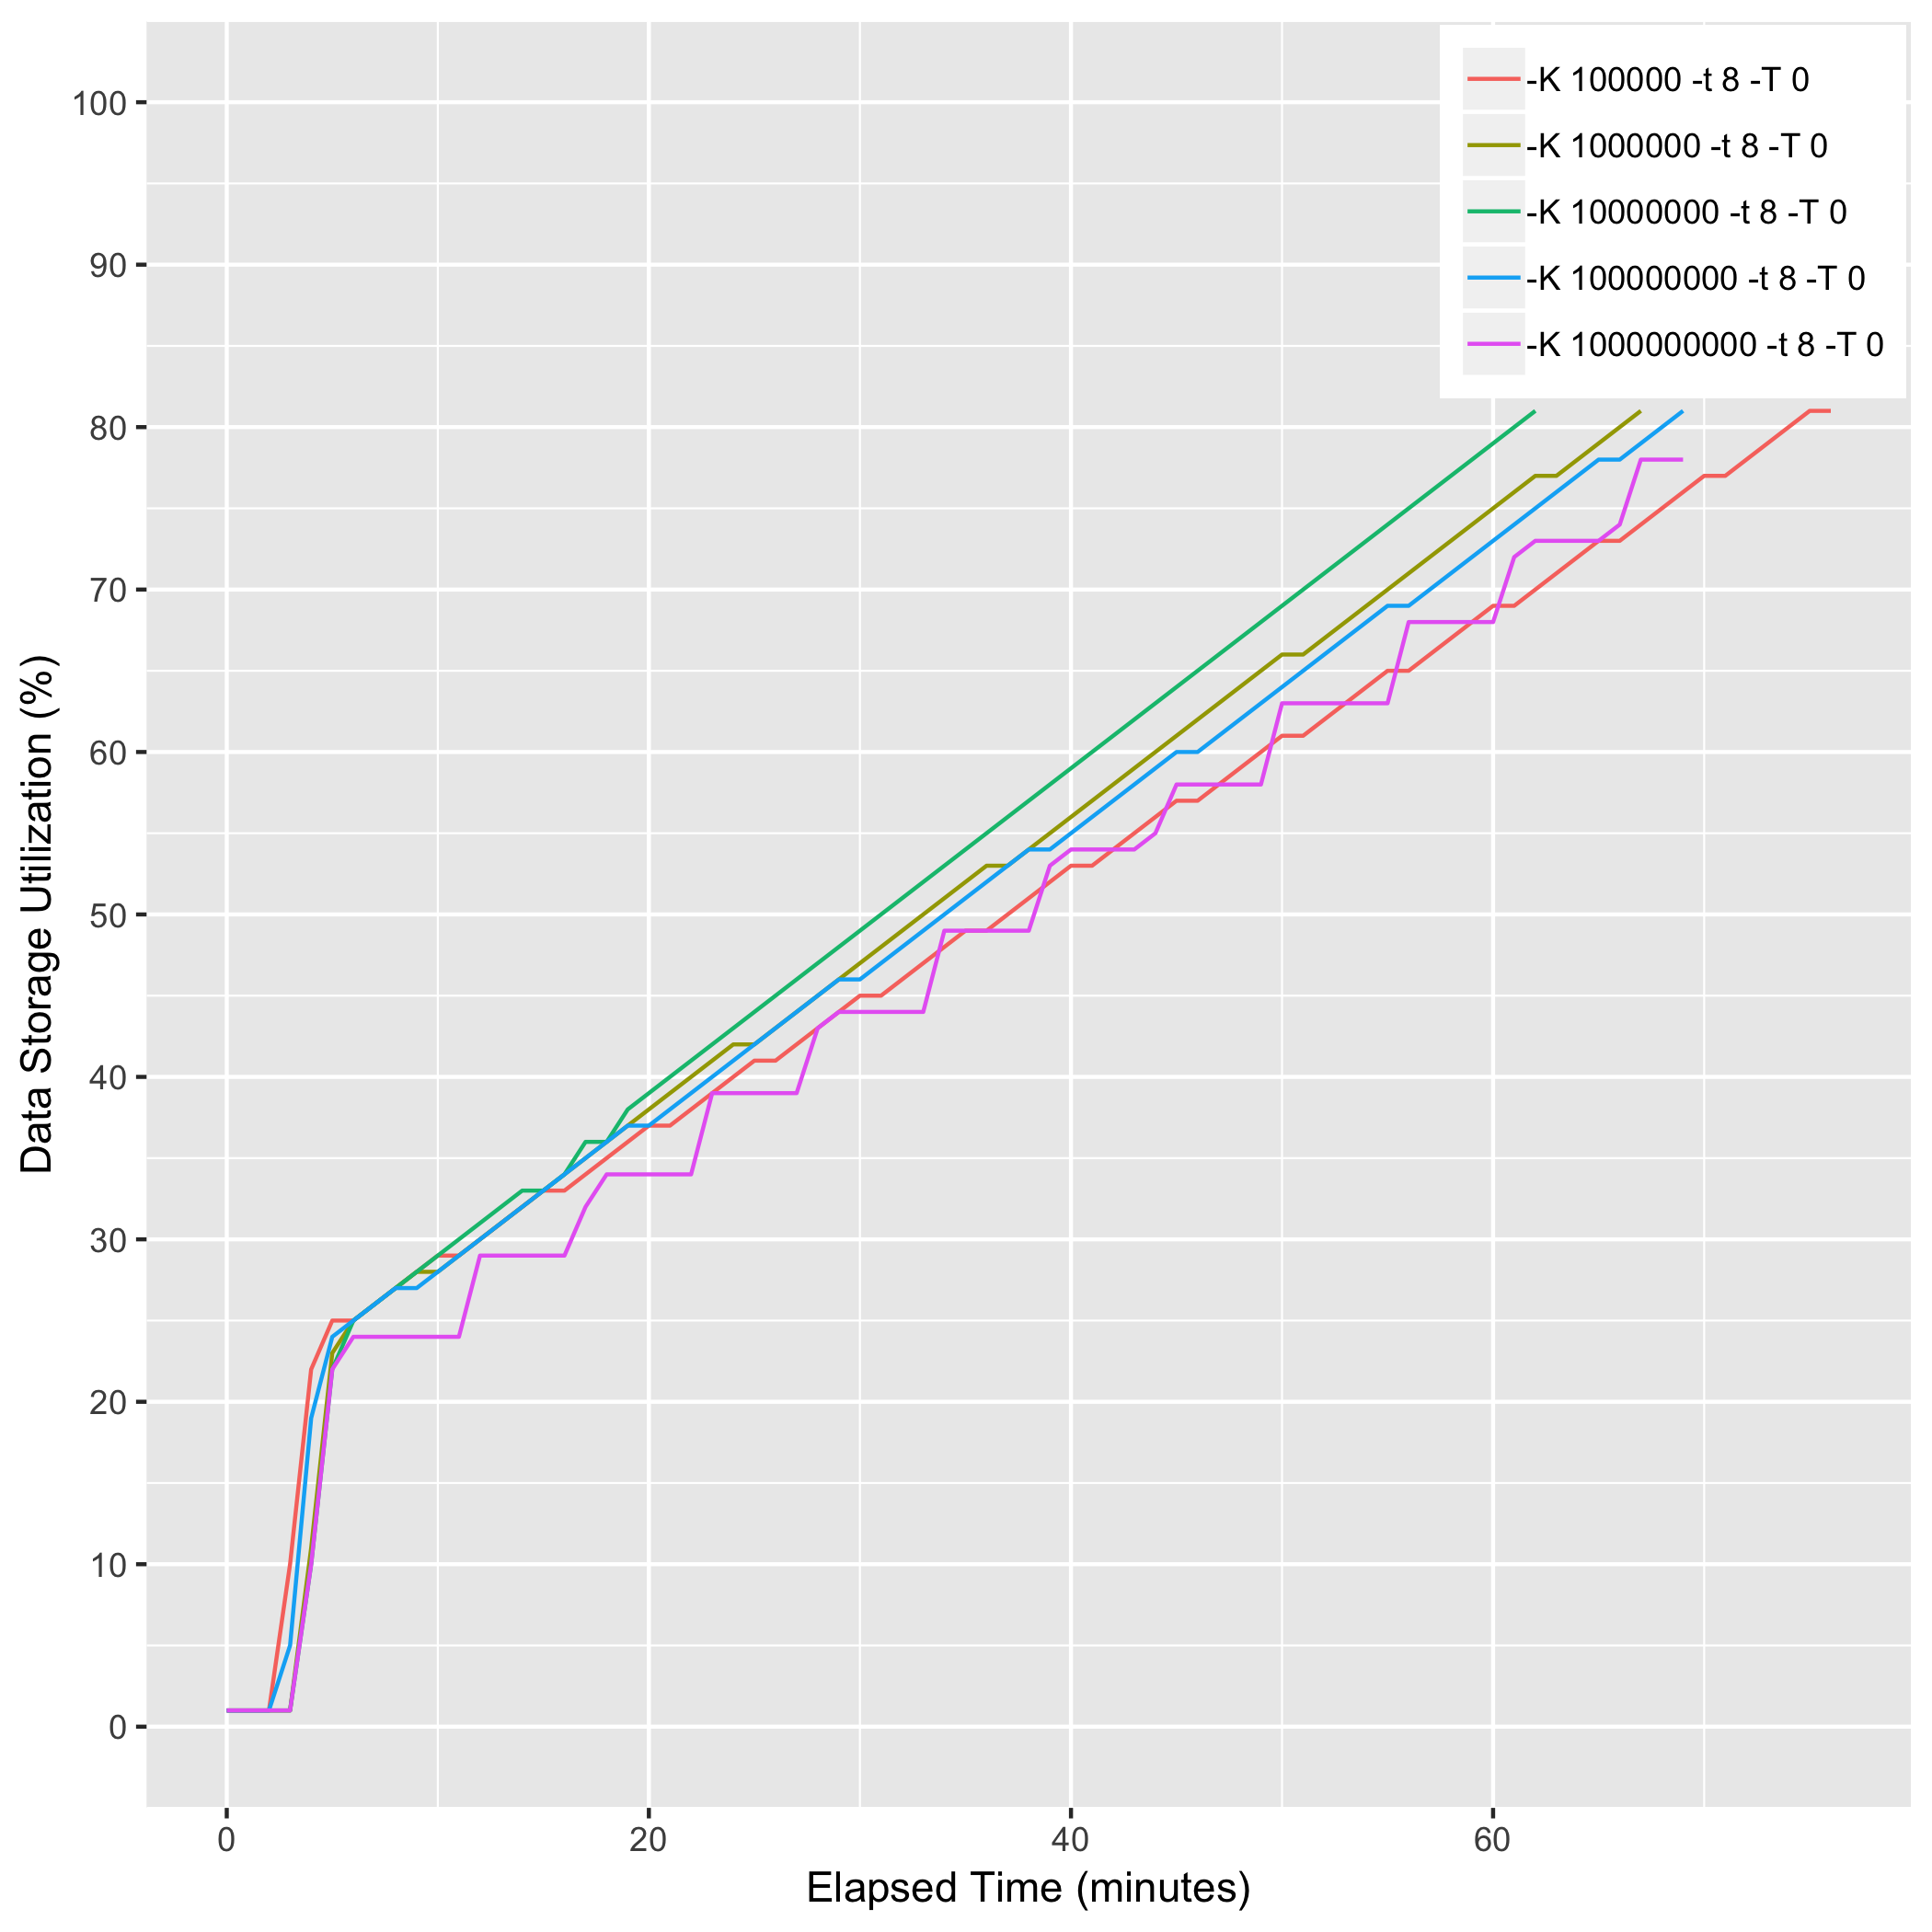 -K 100000 -t 8 -T 0
-K 1000000 -t 8 -T 0
-K 10000000 -t 8 -T 0
-K 100000000 -t 8 -T 0
-K 1000000000 -t 8 -T 0
100
90
80
70
60
50
40
30
20
10
0
Data Storage Utilization (%)
0 20 40 60
Elapsed Time (minutes)